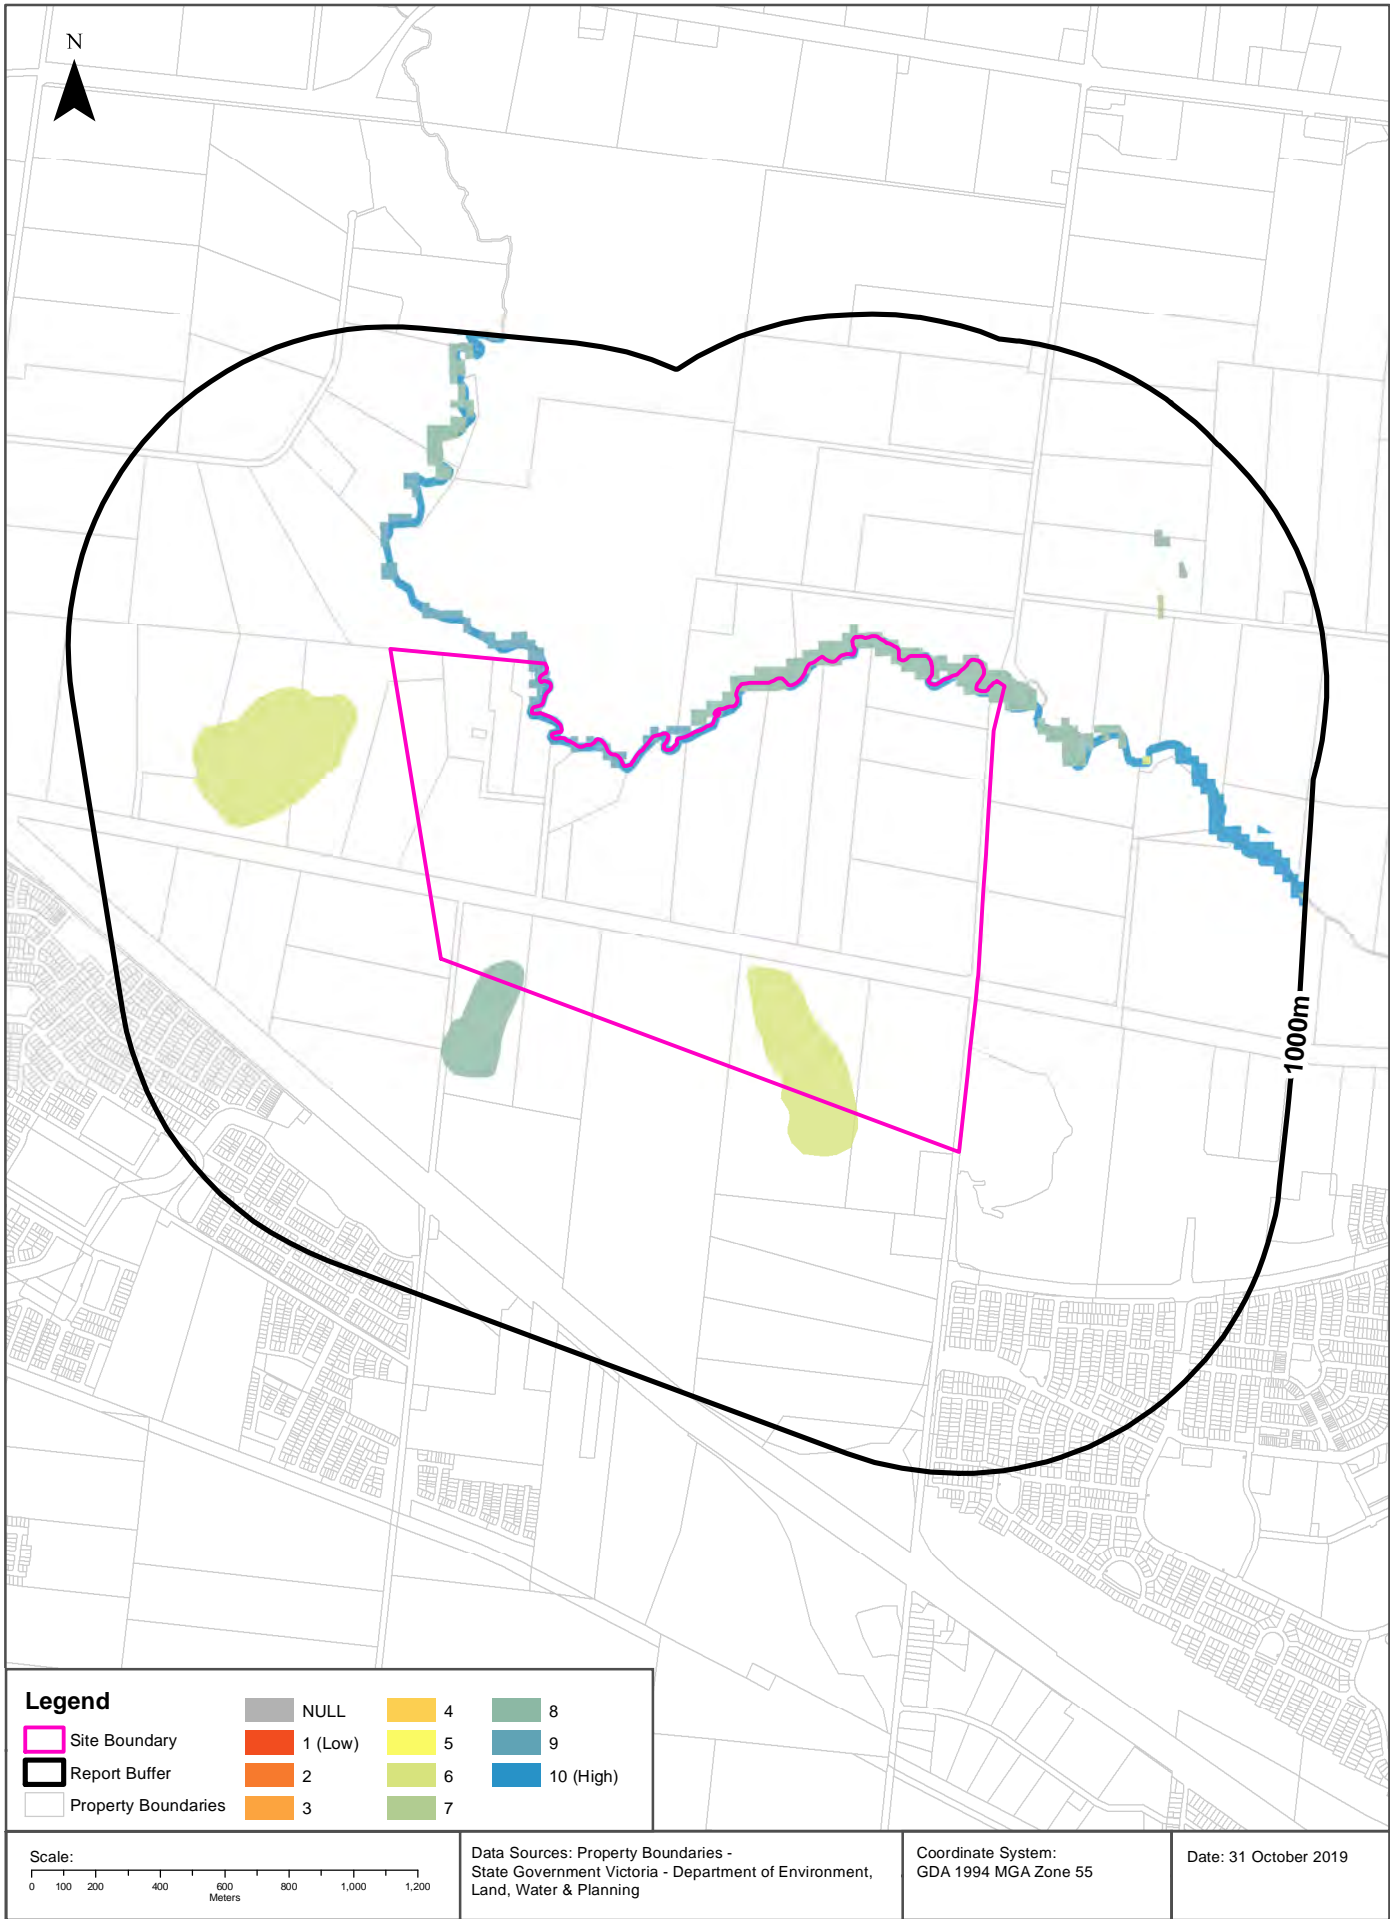 N
1000m
Legend
Site Boundary
Report Buffer
Property Boundaries
NULL
1 (Low)
2
3
4
5
6
7
8
9
10 (High)
Scale:
0 100 200 400 600 800 1,000 1,200
Meters
Data Sources: Property Boundaries -
State Government Victoria - Department of Environment,
Land, Water & Planning
Coordinate System:
GDA 1994 MGA Zone 55
Date: 31 October 2019